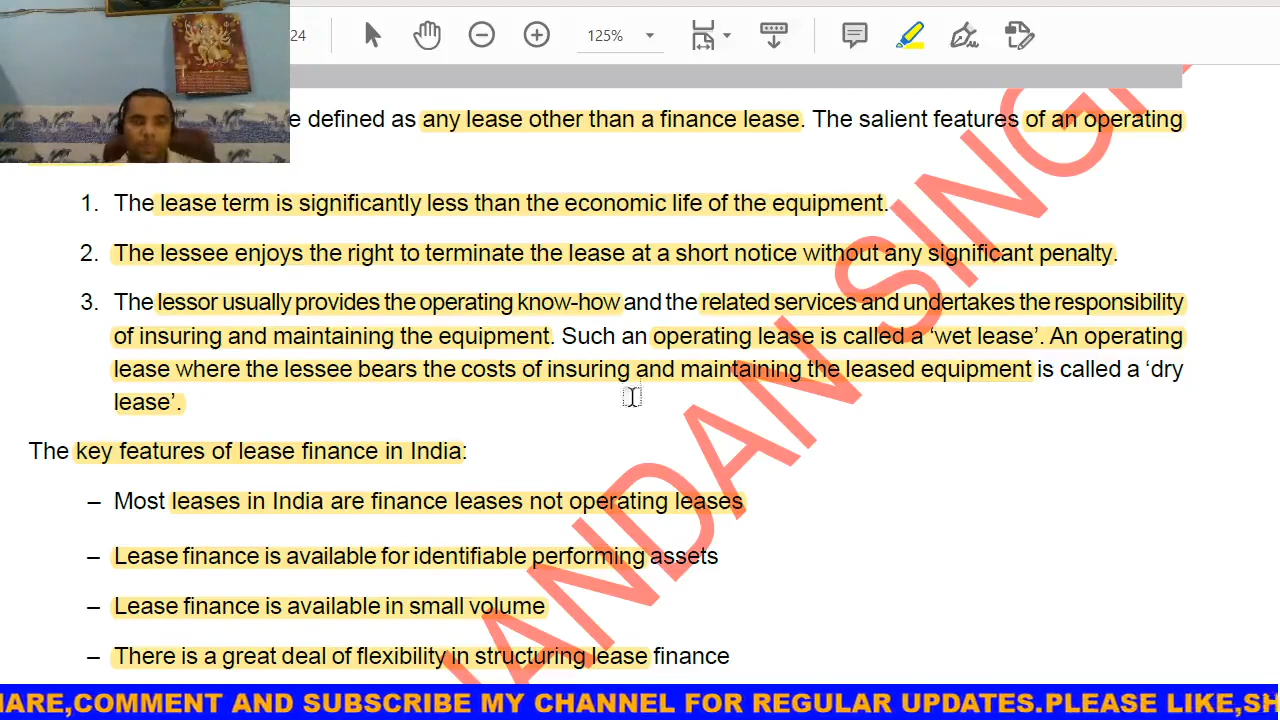 24
125%
e defined as any lease other than a finance lease. The salient features of an operating
1. The lease term is significantly less than the economic life of the equipment.
2. The lessee enjoys the right to terminate the lease at a short notice without any significant penalty.
3. The lessor usually provides the operating know-how and the related services and undertakes the responsibility
of insuring and maintaining the equipment. Such an operating lease is called a ‘wet lease’. An operating
lease where the lessee bears the costs of insuring and maintaining the leased equipment is called a ‘dry
lease’.
The key features of lease finance in India:
– Most leases in India are finance leases not operating leases
– Lease finance is available for identifiable performing assets
– Lease finance is available in small volume
– There is a great deal of flexibility in structuring lease finance
ANDAN SINGH
HARE,COMMENT AND SUBSCRIBE MY CHANNEL FOR REGULAR UPDATES.PLEASE LIKE,SH